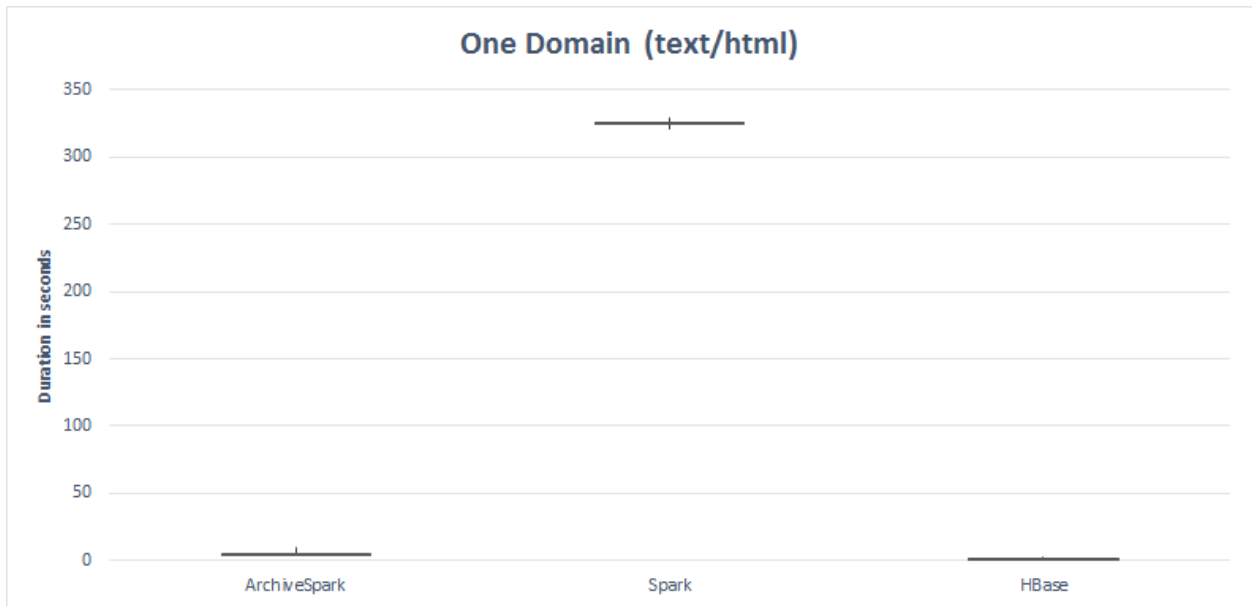 One Domain (text/html)
350
300
250
200
150
100
50
0
Duration in seconds
ArchiveSpark Spark HBase